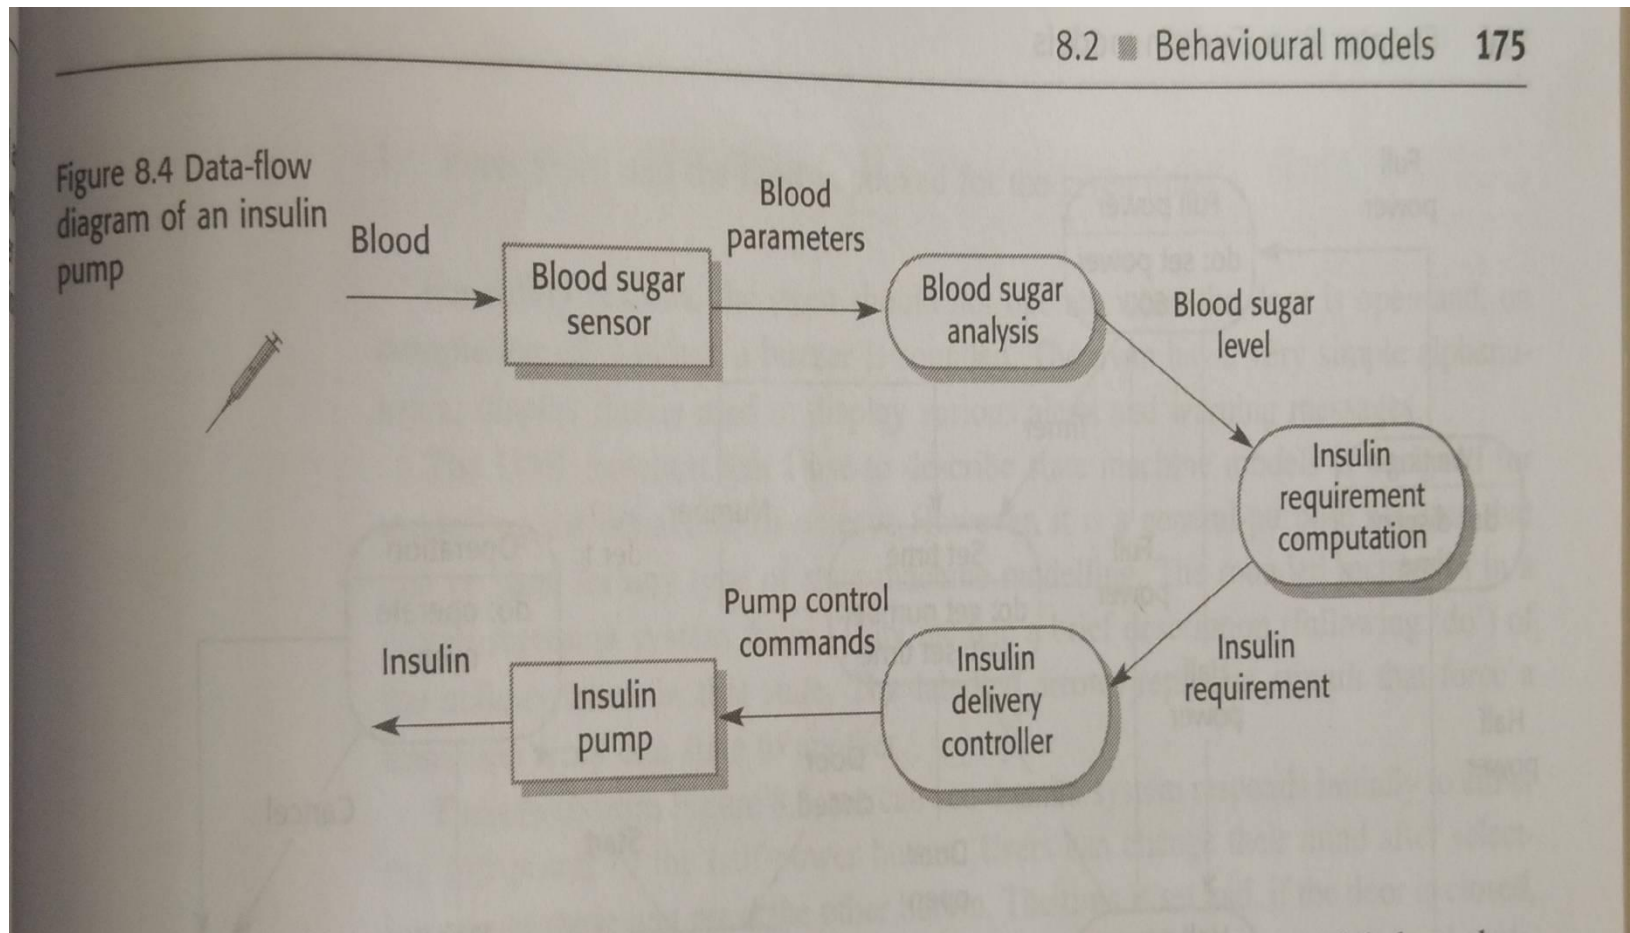 8.2 Behavioural models 175
Figure 8.4 Data-flow
diagram of an insulin
pump
Blood
Blood sugar
sensor
Blood
parameters
Blood sugar
analysis
Blood sugar
level
Insulin
requirement
computation
Insulin
requirement
Insulin
delivery
controller
Pump control
commands
Insulin
pump
Insulin